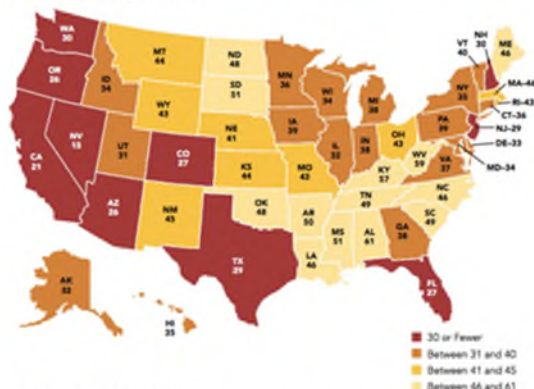 WA
30
OR
26
CA
21
NV
15
ID
34
MT
44
WY
43
UT
31
AZ
26
CO
27
NM
45
ND
48
SD
51
NE
41
KS
44
OK
48
TX
29
MN
36
IA
39
MO
43
AR
50
LA
46
WI
34
IL
32
MI
38
IN
38
OH
43
KY
57
TN
49
MS
51
AL
61
GA
38
FL
27
SC
49
NC
46
VA
37
WV
59
PA
39
NY
35
VT
40
NH
30
ME
46
MA-46
RI-43
CT-36
NJ-29
DE-33
MD-34
AK
HI
35
30 or Fewer
Between 31 and 40
Between 41 and 45
Between 46 and 61